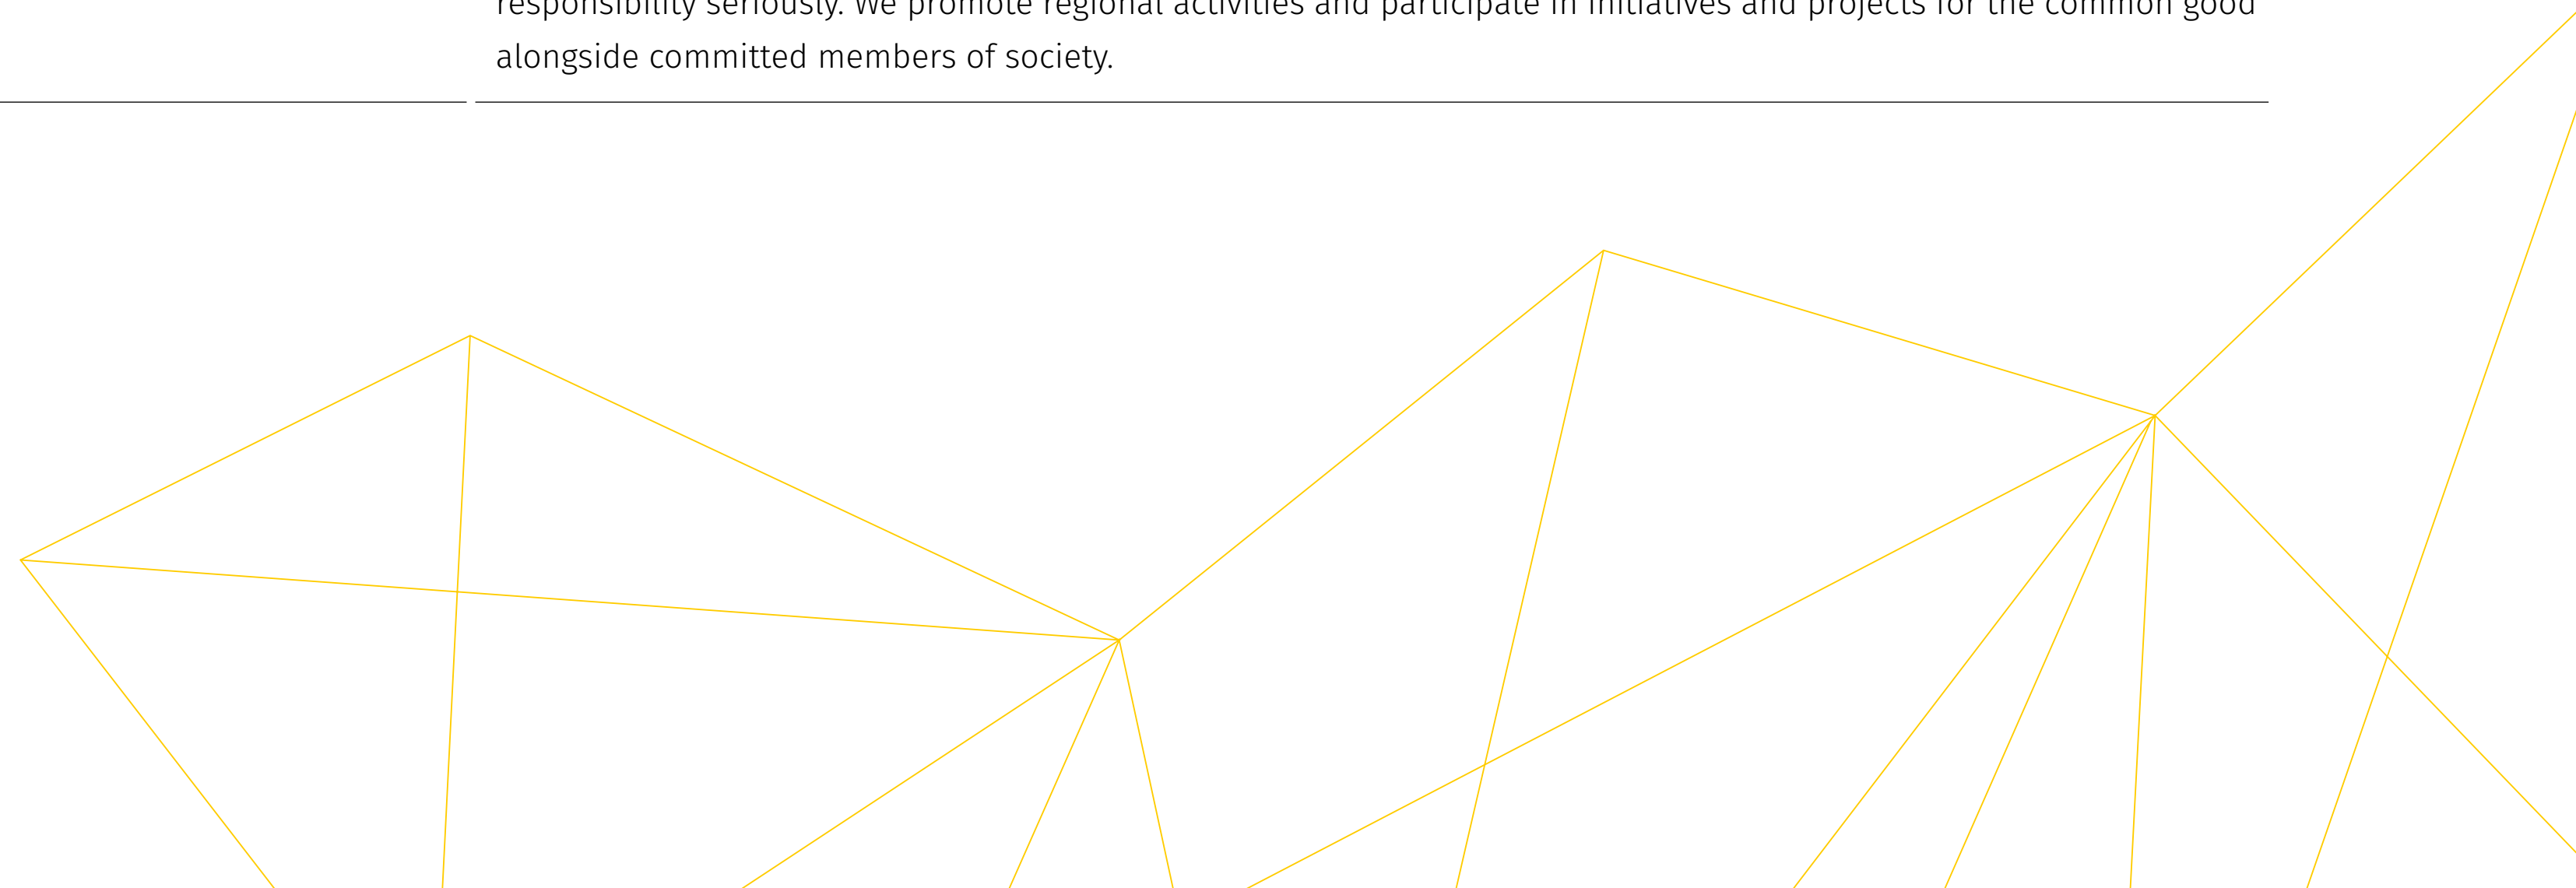 responsibility seriously. We promote regional activities and participate in initiatives and projects for the common good
alongside committed members of society.